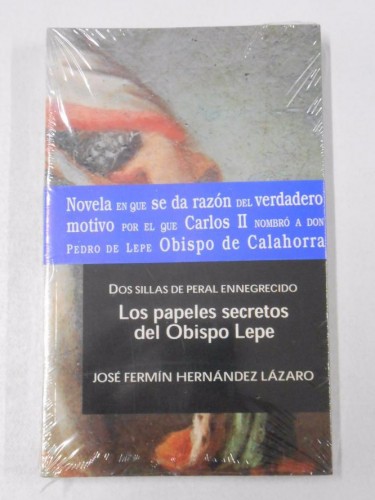 Novela EN QUE se da razón DEL verdadero
motivo POR EL QUE Carlos II NOMBRÓ A DON
PEDRO DE LEPE Obispo de Calahorra
DOS SILLAS DE PERAL ENNEGRECIDO
Los papeles secretos
del Obispo Lepe
JOSÉ FERMÍN HERNÁNDEZ LÁZARO